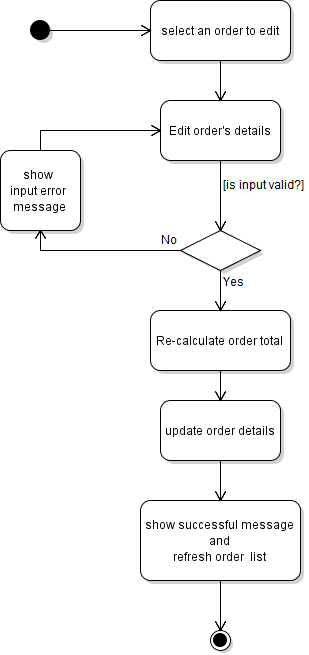 select an order to edit
Edit order's details
show
input error
message
[is input valid?]
No
Yes
Re-calculate order total
update order details
show successful message
and
refresh order list